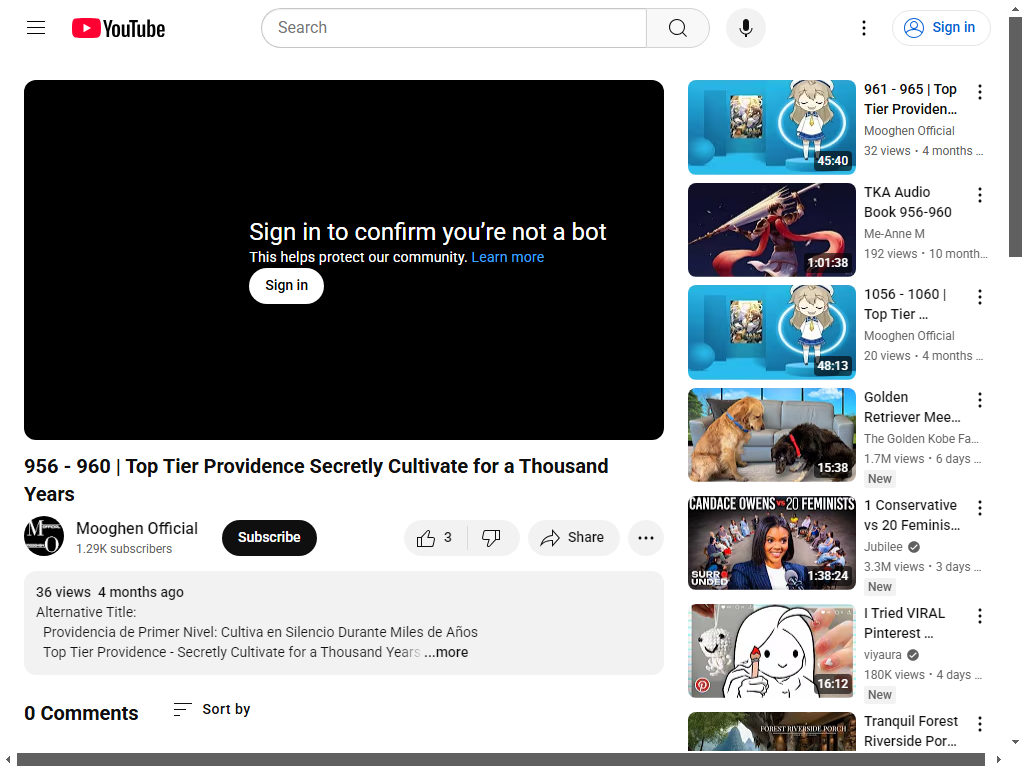 YouTube
Search
Sign in
Sign in to confirm you’re not a bot
This helps protect our community. Learn more
Sign in
956 - 960 | Top Tier Providence Secretly Cultivate for a Thousand
Years
Mooghen Official
1.29K subscribers
Subscribe
3
Share
36 views 4 months ago
Alternative Title:
Providencia de Primer Nivel: Cultiva en Silencio Durante Miles de Años
Top Tier Providence - Secretly Cultivate for a Thousand Years ...more
0 Comments
Sort by
45:40
961 - 965 | Top
Tier Providen...
Mooghen Official
32 views • 4 months ...
1:01:38
TKA Audio
Book 956-960
Me-Anne M
192 views • 10 month...
48:13
1056 - 1060 |
Top Tier ...
Mooghen Official
20 views • 4 months ...
15:38
Golden
Retriever Mee...
The Golden Kobe Fa...
1.7M views • 6 days ...
New
CANDACE OWENS vs 20 FEMINISTS
SURR
UNDED
1:38:24
1 Conservative
vs 20 Feminis...
Jubilee
3.3M views • 3 days ...
New
16:12
I Tried VIRAL
Pinterest ...
viyaura
180K views • 4 days ...
New
FOREST RIVERSIDE PORCH
Tranquil Forest
Riverside Por...